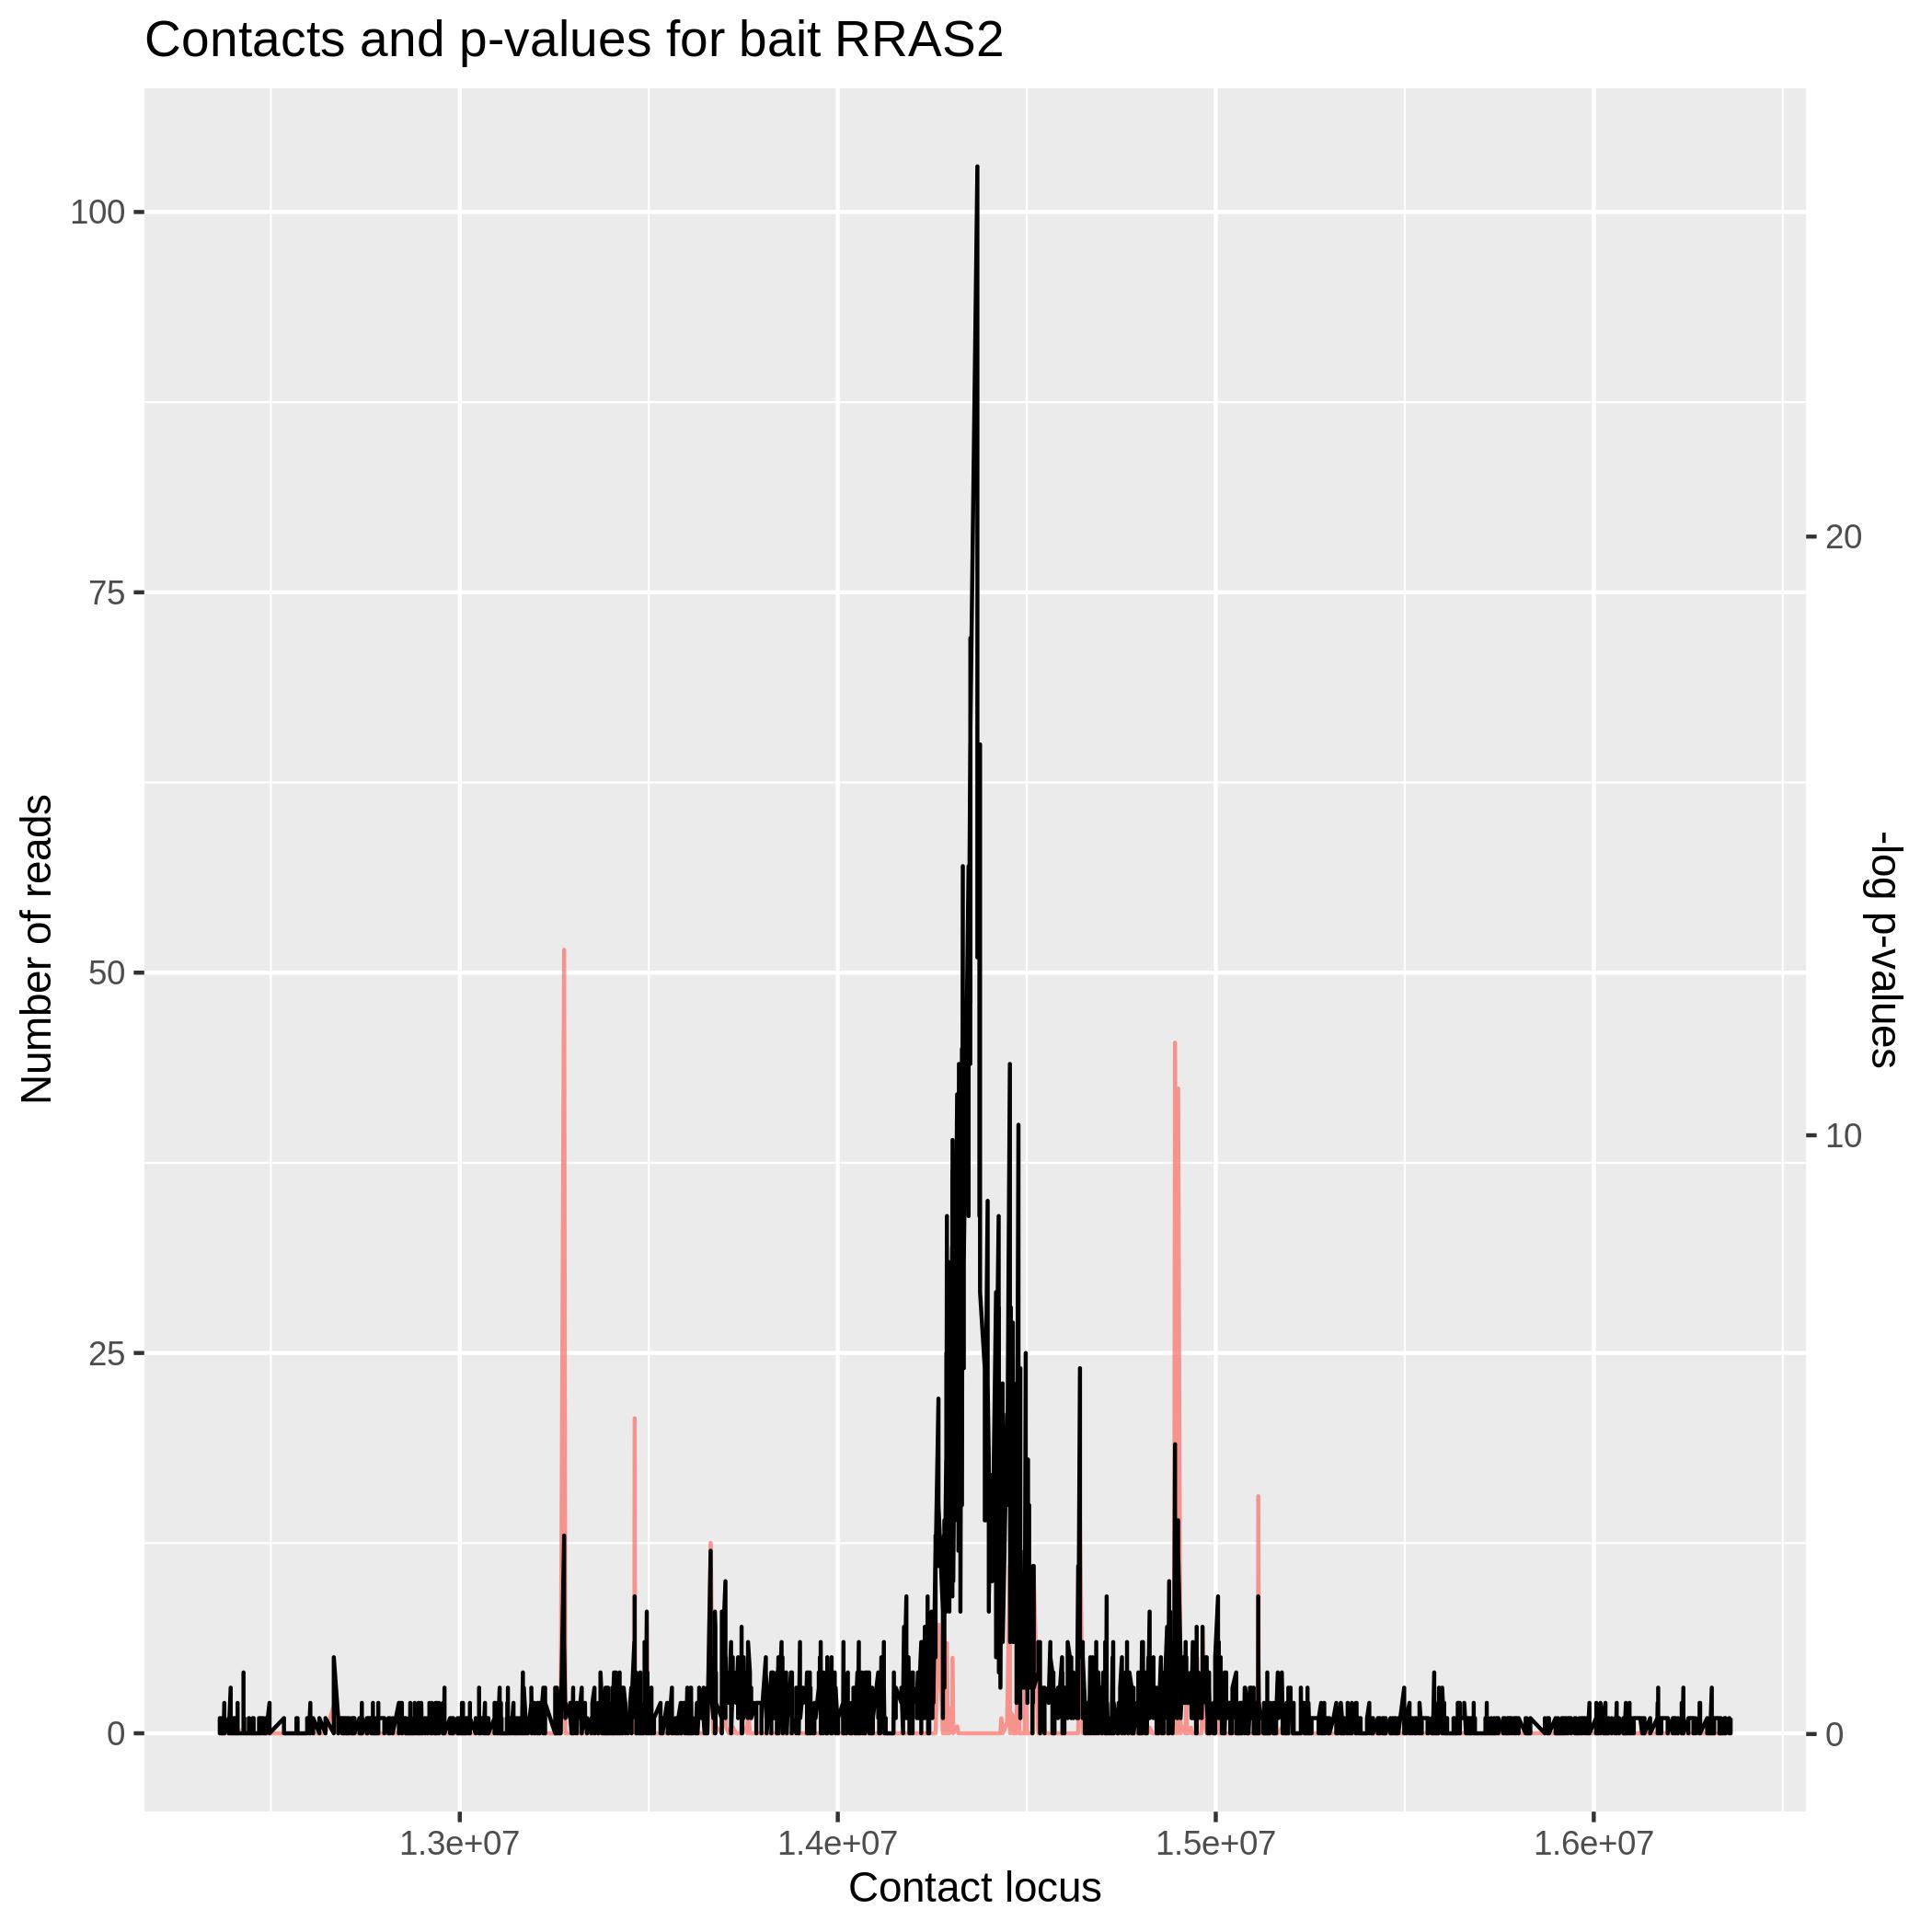 Contacts and p-values for bait RRAS2
100
75
50
25
0
Number of reads
20
10
0
-log p-values
1.3e+07
1.4e+07
1.5e+07
1.6e+07
Contact locus